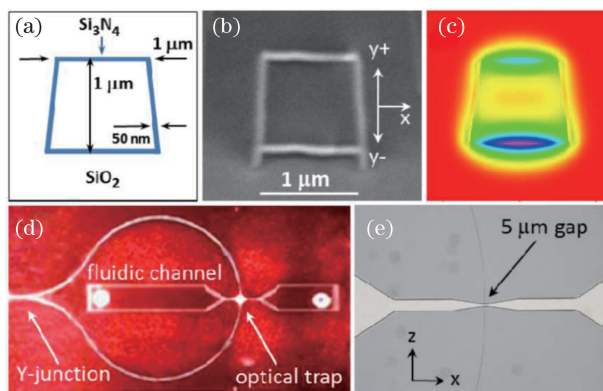 (a)
Si3N4
1 μm
1 μm
50 nm
SiO2
(b)
y+
x
y-
1 μm
(c)
(d)
fluidic channel
Y-junction
optical trap
(e)
5 μm gap
z
x